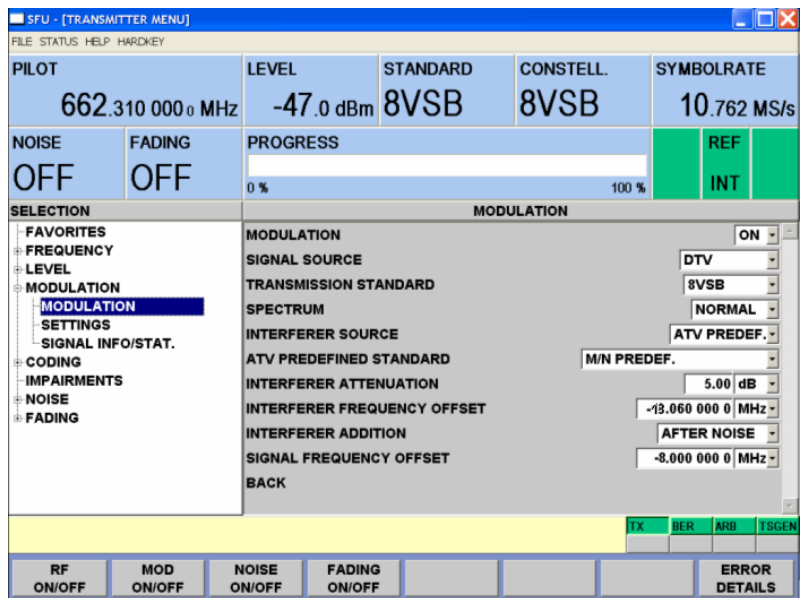 SFU - [TRANSMITTER MENU]
FILE STATUS HELP HARDKEY
PILOT LEVEL STANDARD CONSTELL. SYMBOLRATE
662.310 000 0 MHz -47.0 dBm 8VSB 8VSB 10.762 MS/s
NOISE FADING PROGRESS REF
OFF OFF 0 % 100 % INT
SELECTION MODULATION
FAVORITES
FREQUENCY
LEVEL
MODULATION
MODULATION
SETTINGS
SIGNAL INFO/STAT.
CODING
IMPAIRMENTS
NOISE
FADING
MODULATION ON
SIGNAL SOURCE DTV
TRANSMISSION STANDARD 8VSB
SPECTRUM NORMAL
INTERFERER SOURCE ATV PREDEF.
ATV PREDEFINED STANDARD M/N PREDEF.
INTERFERER ATTENUATION 5.00 dB
INTERFERER FREQUENCY OFFSET -13.060 000 0 MHz
INTERFERER ADDITION AFTER NOISE
SIGNAL FREQUENCY OFFSET -8.000 000 0 MHz
BACK
TX BER ARB TSGEN
RF ON/OFF
MOD ON/OFF
NOISE ON/OFF
FADING ON/OFF
ERROR DETAILS